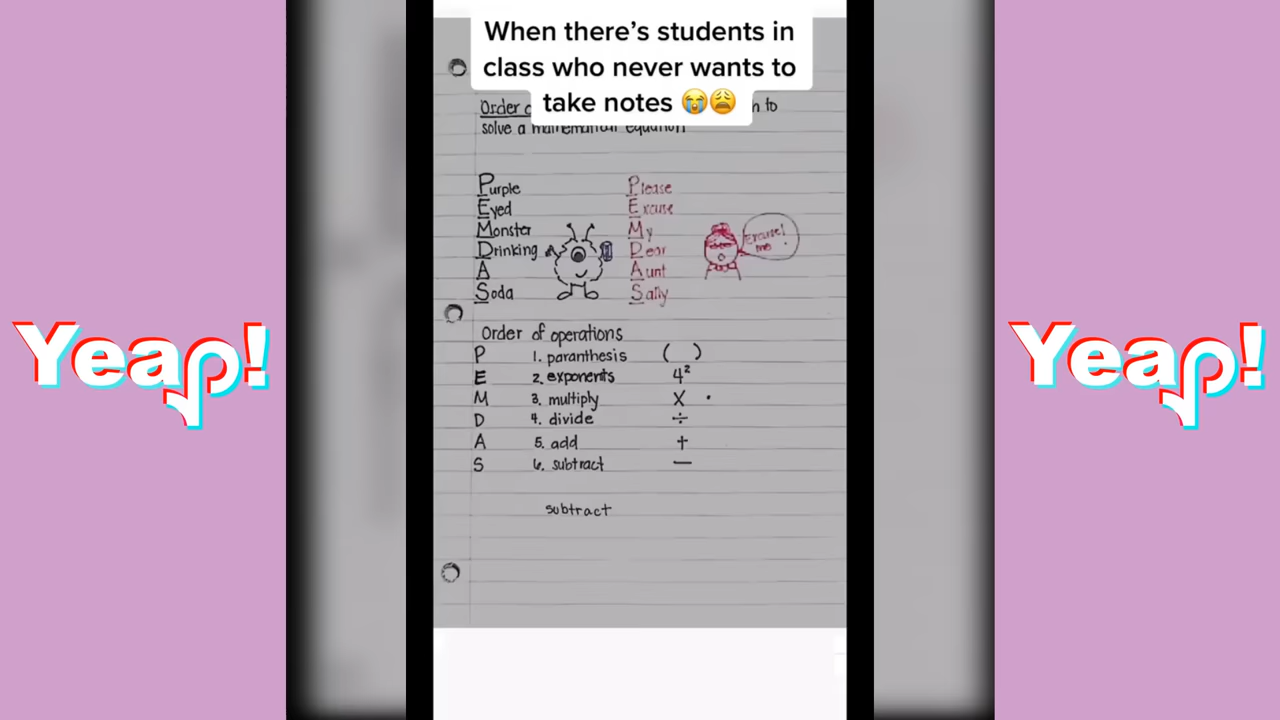 When there's students in
class who never wants to
take notes 😭😩
Order
n to
solve a mathematical equation
Purple
Eyed
Monster
Drinking
A
Soda
Please
Excuse
My
Dear
Aunt
Sally
Excuse!
me
Order of operations
P 1. paranthesis ( )
E 2. exponents 4²
M 3. multiply X ·
D 4. divide ÷
A 5. add +
S 6. subtract —
subtract
Yeap!
Yeap!